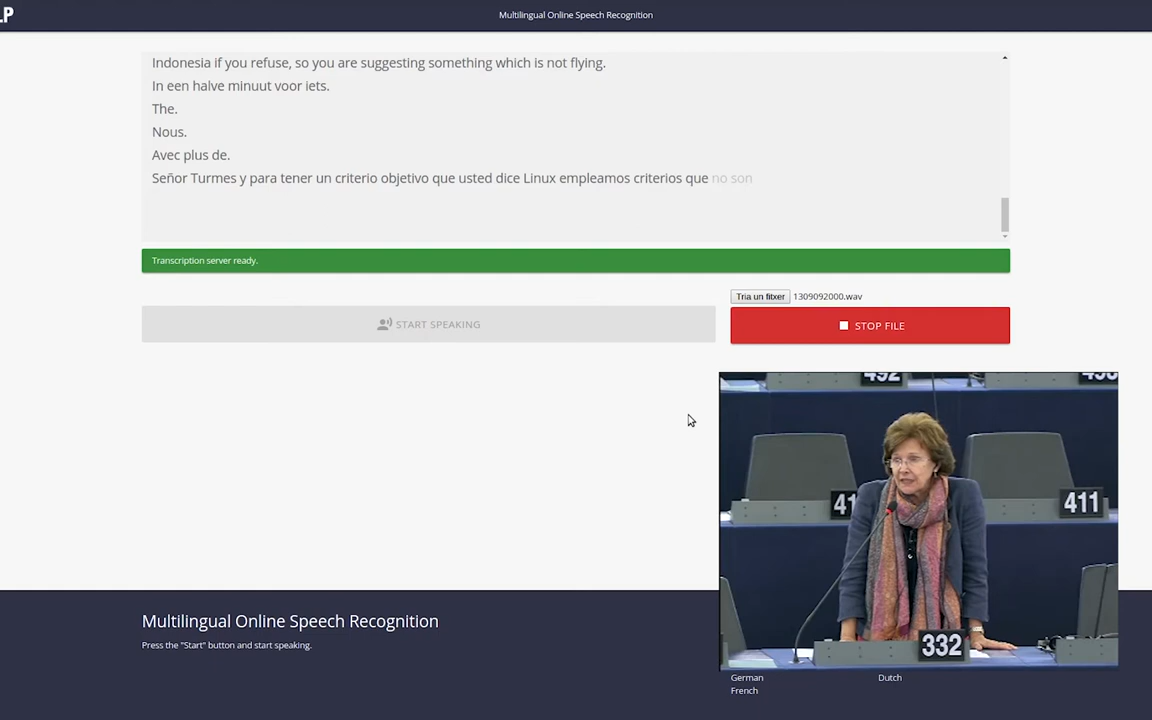 LP
Multilingual Online Speech Recognition
Indonesia if you refuse, so you are suggesting something which is not flying.
In een halve minuut voor iets.
The.
Nous.
Avec plus de.
Señor Turmes y para tener un criterio objetivo que usted dice Linux empleamos criterios que no son
Transcription server ready.
Tria un fitxer 1309092000.wav
START SPEAKING
STOP FILE
492
411
332
Multilingual Online Speech Recognition
Press the "Start" button and start speaking.
German Dutch
French